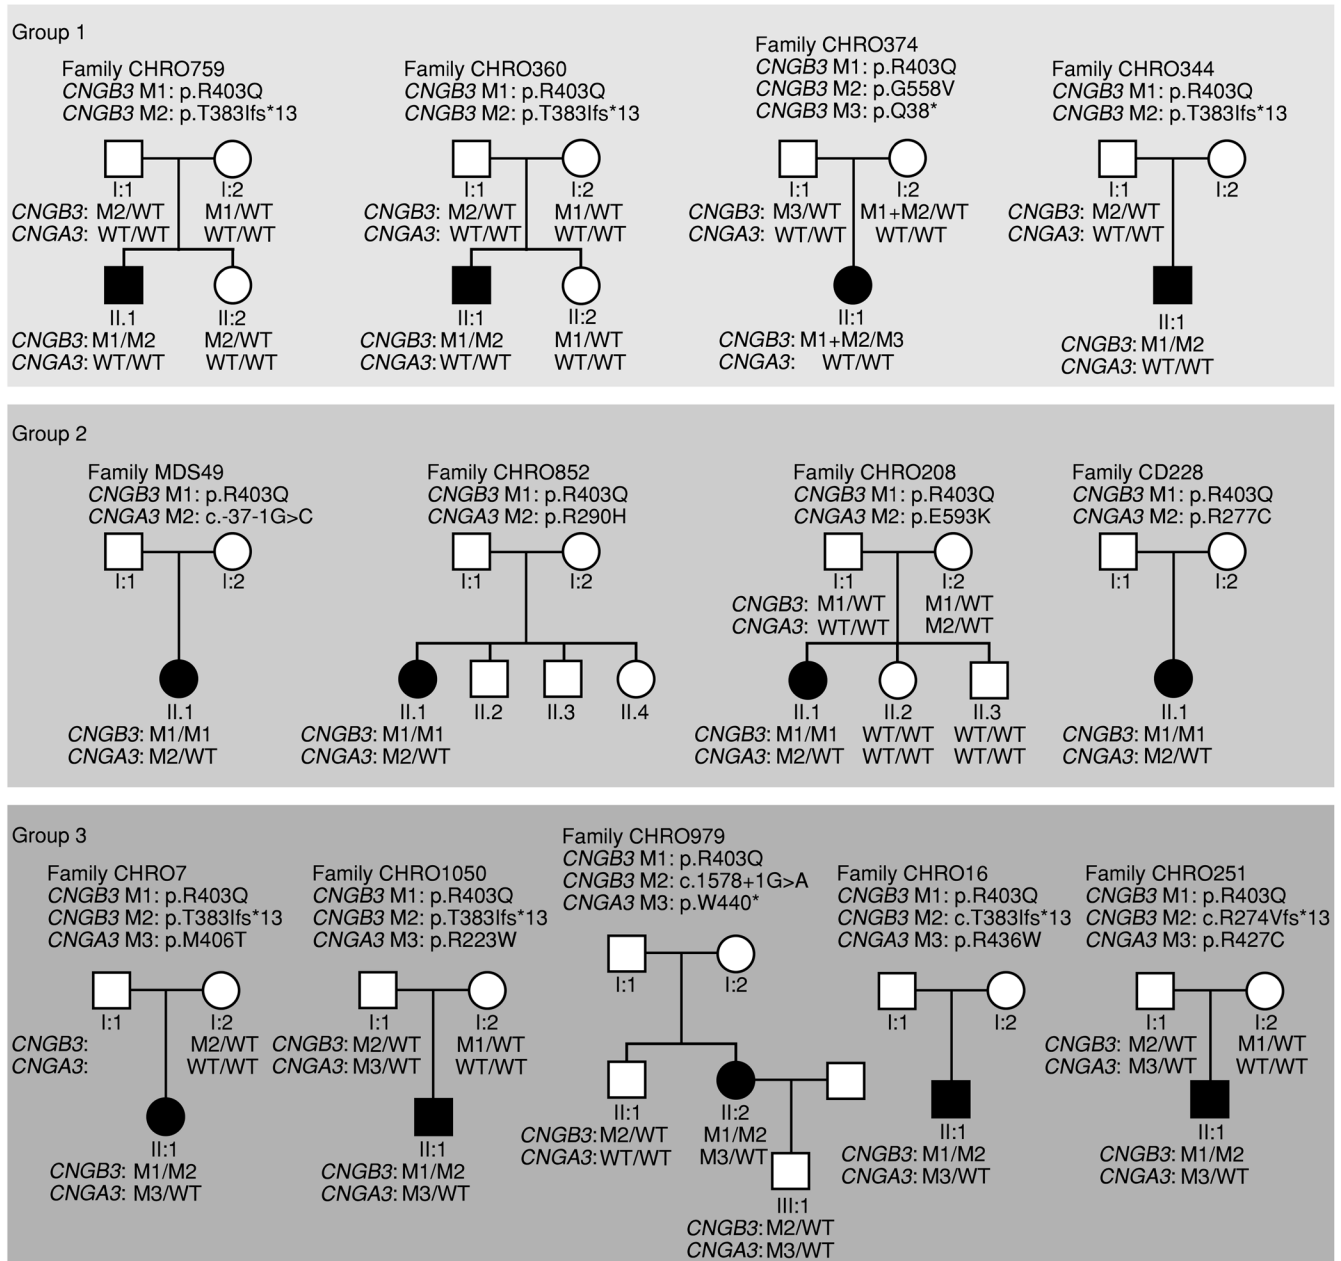 Group 1
Family CHRO759
CNGB3 M1: p.R403Q
CNGB3 M2: p.T383Ifs*13
I:1 I:2
CNGB3: M2/WT M1/WT
CNGA3: WT/WT WT/WT
II.1 II:2
CNGB3: M1/M2 M2/WT
CNGA3: WT/WT WT/WT
Family CHRO360
CNGB3 M1: p.R403Q
CNGB3 M2: p.T383Ifs*13
I:1 I:2
CNGB3: M2/WT M1/WT
CNGA3: WT/WT WT/WT
II:1 II:2
CNGB3: M1/M2 M1/WT
CNGA3: WT/WT WT/WT
Family CHRO374
CNGB3 M1: p.R403Q
CNGB3 M2: p.G558V
CNGB3 M3: p.Q38*
I:1 I:2
CNGB3: M3/WT M1+M2/WT
CNGA3: WT/WT WT/WT
II:1
CNGB3: M1+M2/M3
CNGA3: WT/WT
Family CHRO344
CNGB3 M1: p.R403Q
CNGB3 M2: p.T383Ifs*13
I:1 I:2
CNGB3: M2/WT
CNGA3: WT/WT
II:1
CNGB3: M1/M2
CNGA3: WT/WT
Group 2
Family MDS49
CNGB3 M1: p.R403Q
CNGA3 M2: c.-37-1G>C
I:1 I:2
II.1
CNGB3: M1/M1
CNGA3: M2/WT
Family CHRO852
CNGB3 M1: p.R403Q
CNGA3 M2: p.R290H
I:1 I:2
II.1 II.2 II.3 II.4
CNGB3: M1/M1
CNGA3: M2/WT
Family CHRO208
CNGB3 M1: p.R403Q
CNGA3 M2: p.E593K
I:1 I:2
CNGB3: M1/WT M1/WT
CNGA3: WT/WT M2/WT
II.1 II.2 II.3
CNGB3: M1/M1 WT/WT WT/WT
CNGA3: M2/WT WT/WT WT/WT
Family CD228
CNGB3 M1: p.R403Q
CNGA3 M2: p.R277C
I:1 I:2
II.1
CNGB3: M1/M1
CNGA3: M2/WT
Group 3
Family CHRO7
CNGB3 M1: p.R403Q
CNGB3 M2: p.T383Ifs*13
CNGA3 M3: p.M406T
I:1 I:2
CNGB3: M2/WT
CNGA3: WT/WT
II:1
CNGB3: M1/M2
CNGA3: M3/WT
Family CHRO1050
CNGB3 M1: p.R403Q
CNGB3 M2: p.T383Ifs*13
CNGA3 M3: p.R223W
I:1 I:2
CNGB3: M2/WT M1/WT
CNGA3: M3/WT WT/WT
II:1
CNGB3: M1/M2
CNGA3: M3/WT
Family CHRO979
CNGB3 M1: p.R403Q
CNGB3 M2: c.1578+1G>A
CNGA3 M3: p.W440*
I:1 I:2
II:1 II:2
CNGB3: M2/WT M1/M2
CNGA3: WT/WT M3/WT
III:1
CNGB3: M2/WT
CNGA3: M3/WT
Family CHRO16
CNGB3 M1: p.R403Q
CNGB3 M2: c.T383Ifs*13
CNGA3 M3: p.R436W
I:1 I:2
II:1
CNGB3: M1/M2
CNGA3: M3/WT
Family CHRO251
CNGB3 M1: p.R403Q
CNGB3 M2: c.R274Vfs*13
CNGA3 M3: p.R427C
I:1 I:2
CNGB3: M2/WT M1/WT
CNGA3: M3/WT WT/WT
II:1
CNGB3: M1/M2
CNGA3: M3/WT